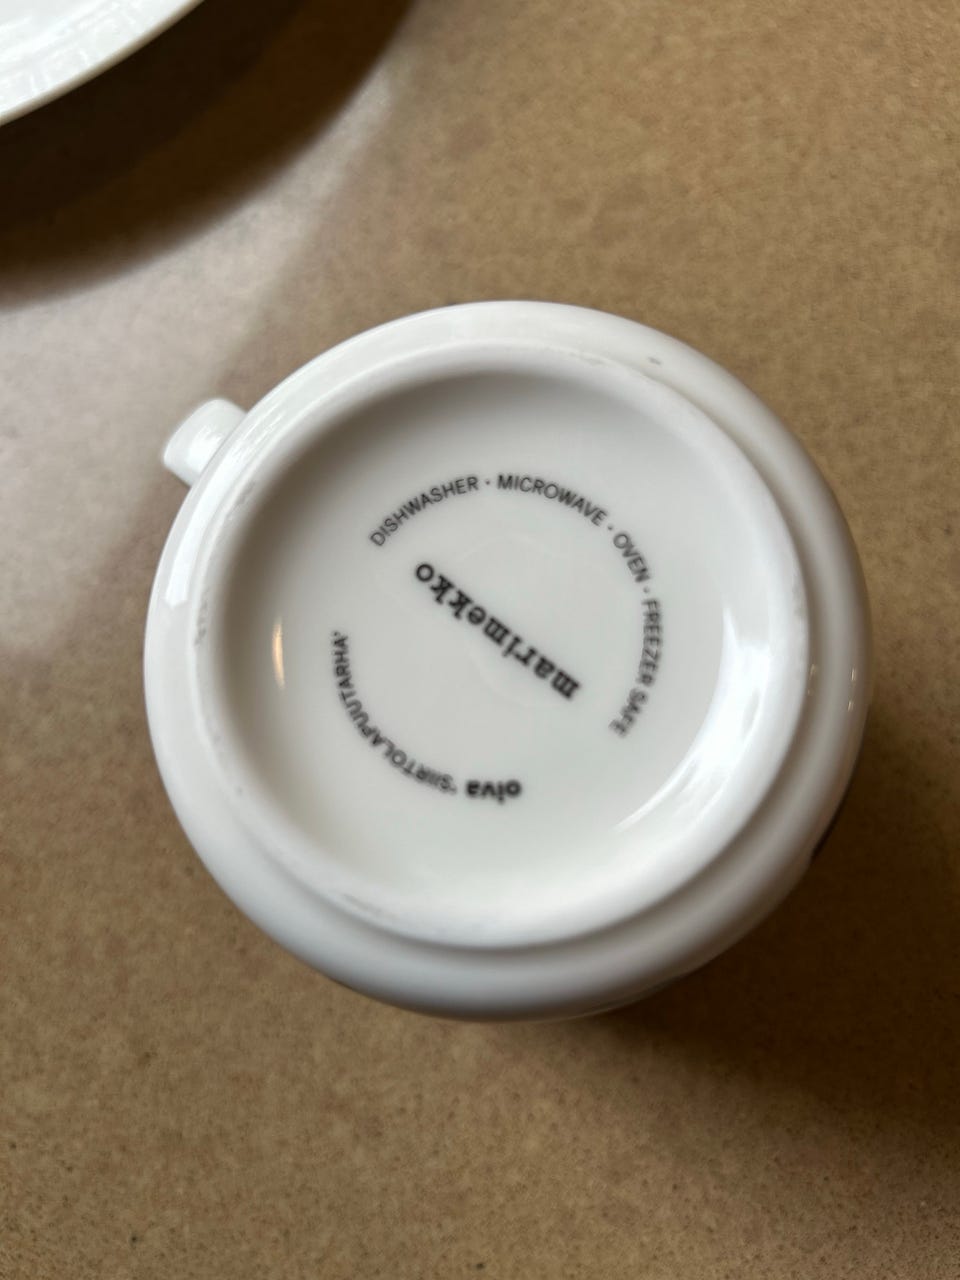 DISHWASHER · MICROWAVE · OVEN · FREEZER SAFE
marimekko
oiva 'SIIRTOLAPUUTARHA'